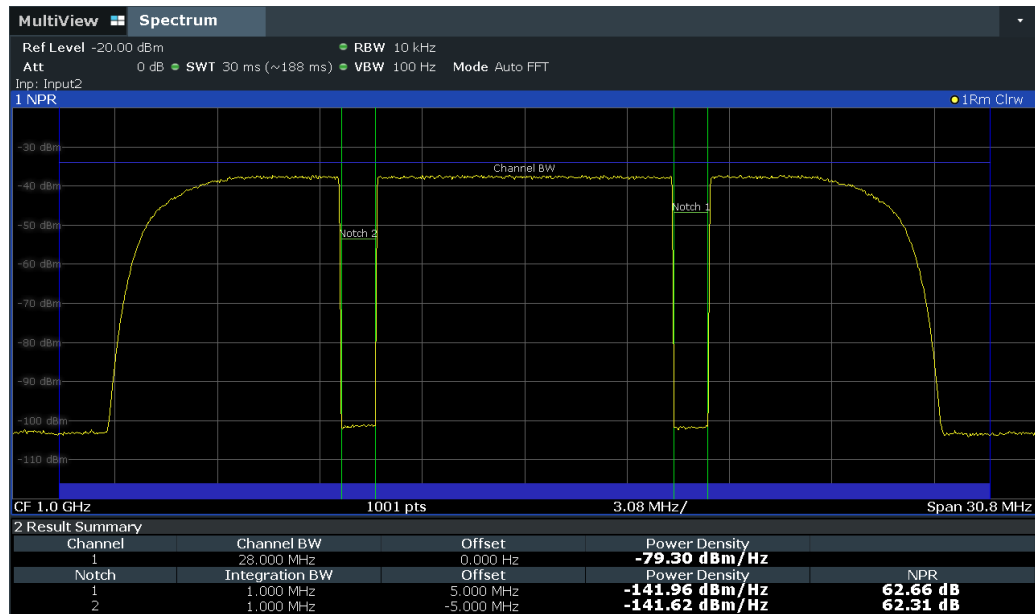 MultiView Spectrum
Ref Level -20.00 dBm RBW 10 kHz
Att 0 dB SWT 30 ms (~188 ms) VBW 100 Hz Mode Auto FFT
Inp: Input2
1 NPR 1Rm Clrw
-30 dBm
Channel BW
-40 dBm
Notch 1
-50 dBm
Notch 2
-60 dBm
-70 dBm
-80 dBm
-90 dBm
-100 dBm
-110 dBm
CF 1.0 GHz 1001 pts 3.08 MHz/ Span 30.8 MHz
2 Result Summary
Channel Channel BW Offset Power Density
1 28.000 MHz 0.000 Hz -79.30 dBm/Hz
Notch Integration BW Offset Power Density NPR
1 1.000 MHz 5.000 MHz -141.96 dBm/Hz 62.66 dB
2 1.000 MHz -5.000 MHz -141.62 dBm/Hz 62.31 dB